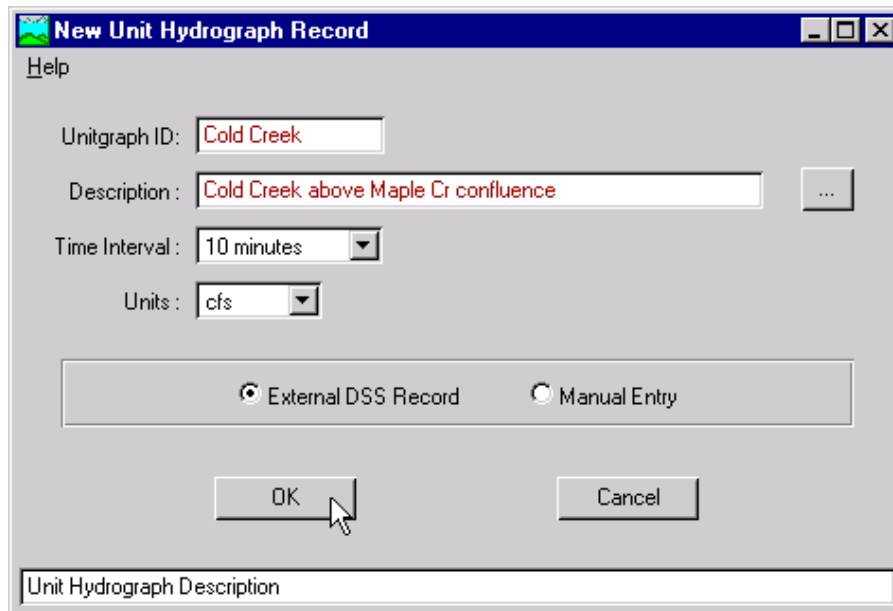 New Unit Hydrograph Record
Help
Unitgraph ID: Cold Creek
Description : Cold Creek above Maple Cr confluence ...
Time Interval : 10 minutes
Units : cfs
External DSS Record Manual Entry
OK Cancel
Unit Hydrograph Description